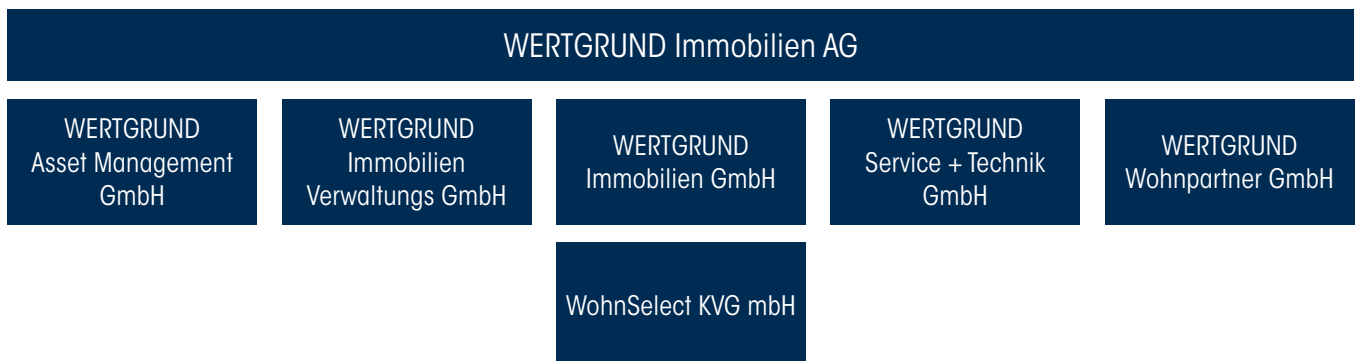 WERTGRUND Immobilien AG
WERTGRUND
Asset Management
GmbH
WERTGRUND
Immobilien
Verwaltungs GmbH
WERTGRUND
Immobilien GmbH
WERTGRUND
Service + Technik
GmbH
WERTGRUND
Wohnpartner GmbH
WohnSelect KVG mbH